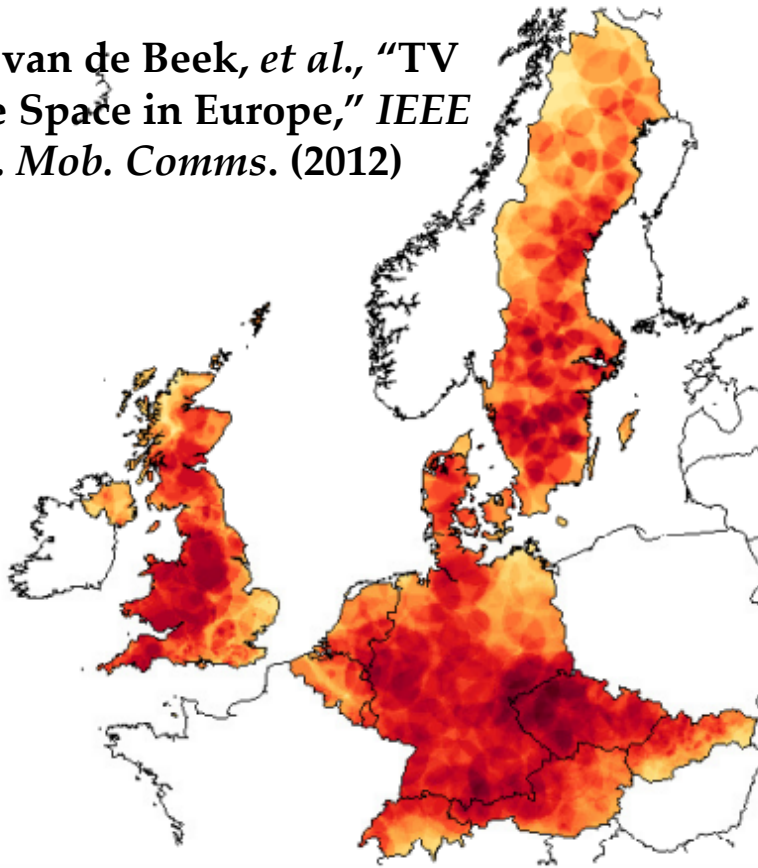 van de Beek, et al., “TV
e Space in Europe,” IEEE
. Mob. Comms. (2012)